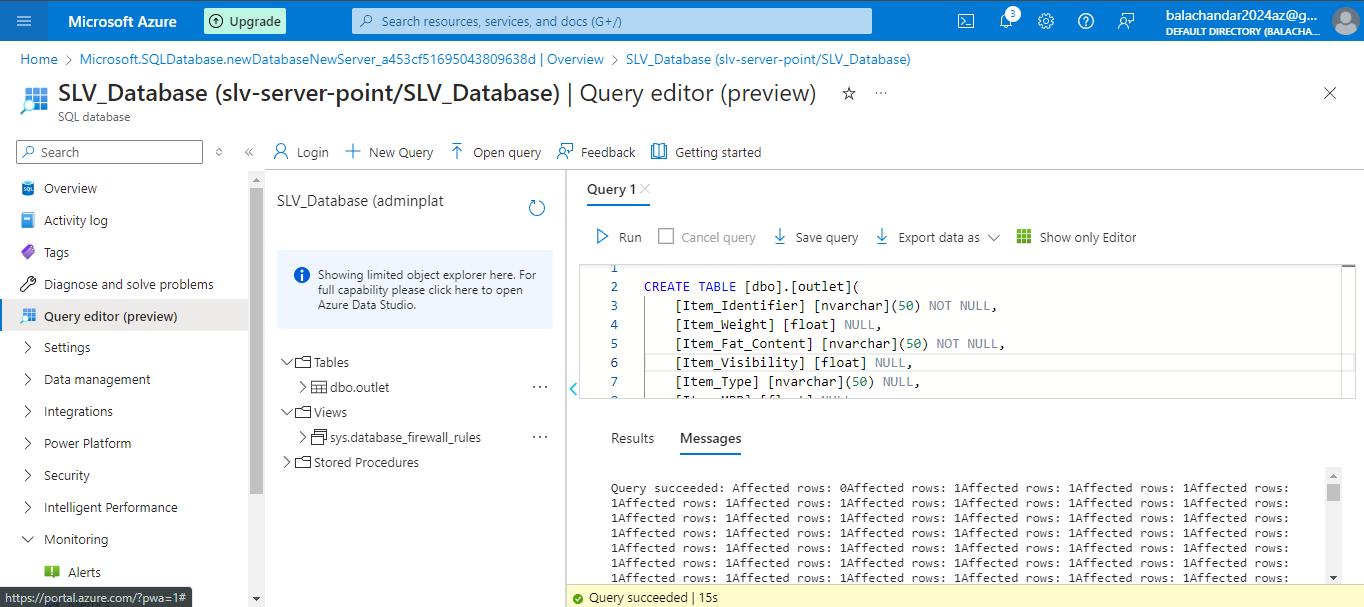 Microsoft Azure
Upgrade
Search resources, services, and docs (G+/)
3
balachandar2024az@g...
DEFAULT DIRECTORY (BALACHA...
Home > Microsoft.SQLDatabase.newDatabaseNewServer_a453cf51695043809638d | Overview > SLV_Database (slv-server-point/SLV_Database)
SLV_Database (slv-server-point/SLV_Database) | Query editor (preview)
SQL database
Search
Login
New Query
Open query
Feedback
Getting started
Overview
Activity log
Tags
Diagnose and solve problems
Query editor (preview)
Settings
Data management
Integrations
Power Platform
Security
Intelligent Performance
Monitoring
Alerts
https://portal.azure.com/?pwa=1#
SLV_Database (adminplat
Showing limited object explorer here. For
full capability please click here to open
Azure Data Studio.
Tables
dbo.outlet
Views
sys.database_firewall_rules
Stored Procedures
Query 1
Run
Cancel query
Save query
Export data as
Show only Editor
1
2 CREATE TABLE [dbo].[outlet](
3 [Item_Identifier] [nvarchar](50) NOT NULL,
4 [Item_Weight] [float] NULL,
5 [Item_Fat_Content] [nvarchar](50) NOT NULL,
6 [Item_Visibility] [float] NULL,
7 [Item_Type] [nvarchar](50) NULL,
Results
Messages
Query succeeded: Affected rows: 0Affected rows: 1Affected rows: 1Affected rows: 1Affected rows:
1Affected rows: 1Affected rows: 1Affected rows: 1Affected rows: 1Affected rows: 1Affected rows:
1Affected rows: 1Affected rows: 1Affected rows: 1Affected rows: 1Affected rows: 1Affected rows:
1Affected rows: 1Affected rows: 1Affected rows: 1Affected rows: 1Affected rows: 1Affected rows:
1Affected rows: 1Affected rows: 1Affected rows: 1Affected rows: 1Affected rows: 1Affected rows:
1Affected rows: 1Affected rows: 1Affected rows: 1Affected rows: 1Affected rows: 1Affected rows:
1Affected rows: 1Affected rows: 1Affected rows: 1Affected rows: 1Affected rows: 1Affected rows:
Query succeeded | 15s